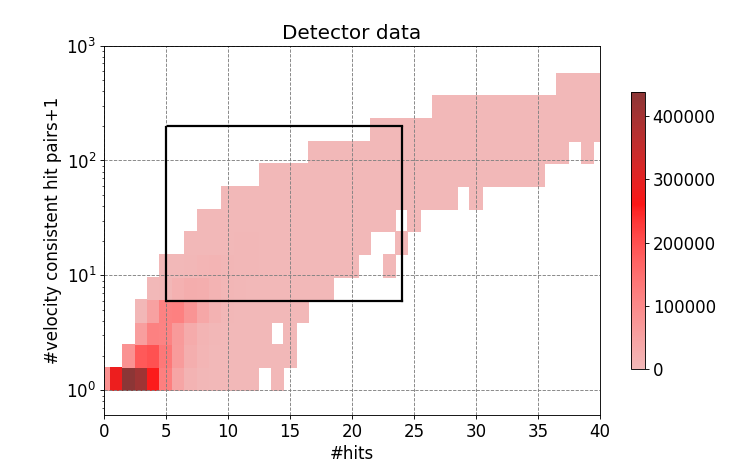 Detector data
#velocity consistent hit pairs+1
10³
10²
10¹
10⁰
0 5 10 15 20 25 30 35 40
#hits
400000
300000
200000
100000
0